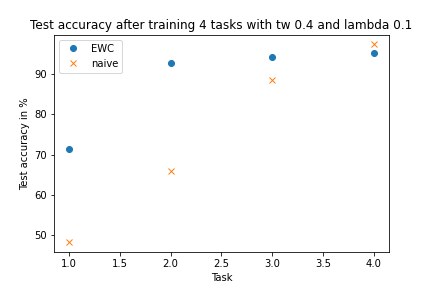 Test accuracy after training 4 tasks with tw 0.4 and lambda 0.1
EWC
naive
Test accuracy in %
90
80
70
60
50
1.0 1.5 2.0 2.5 3.0 3.5 4.0
Task